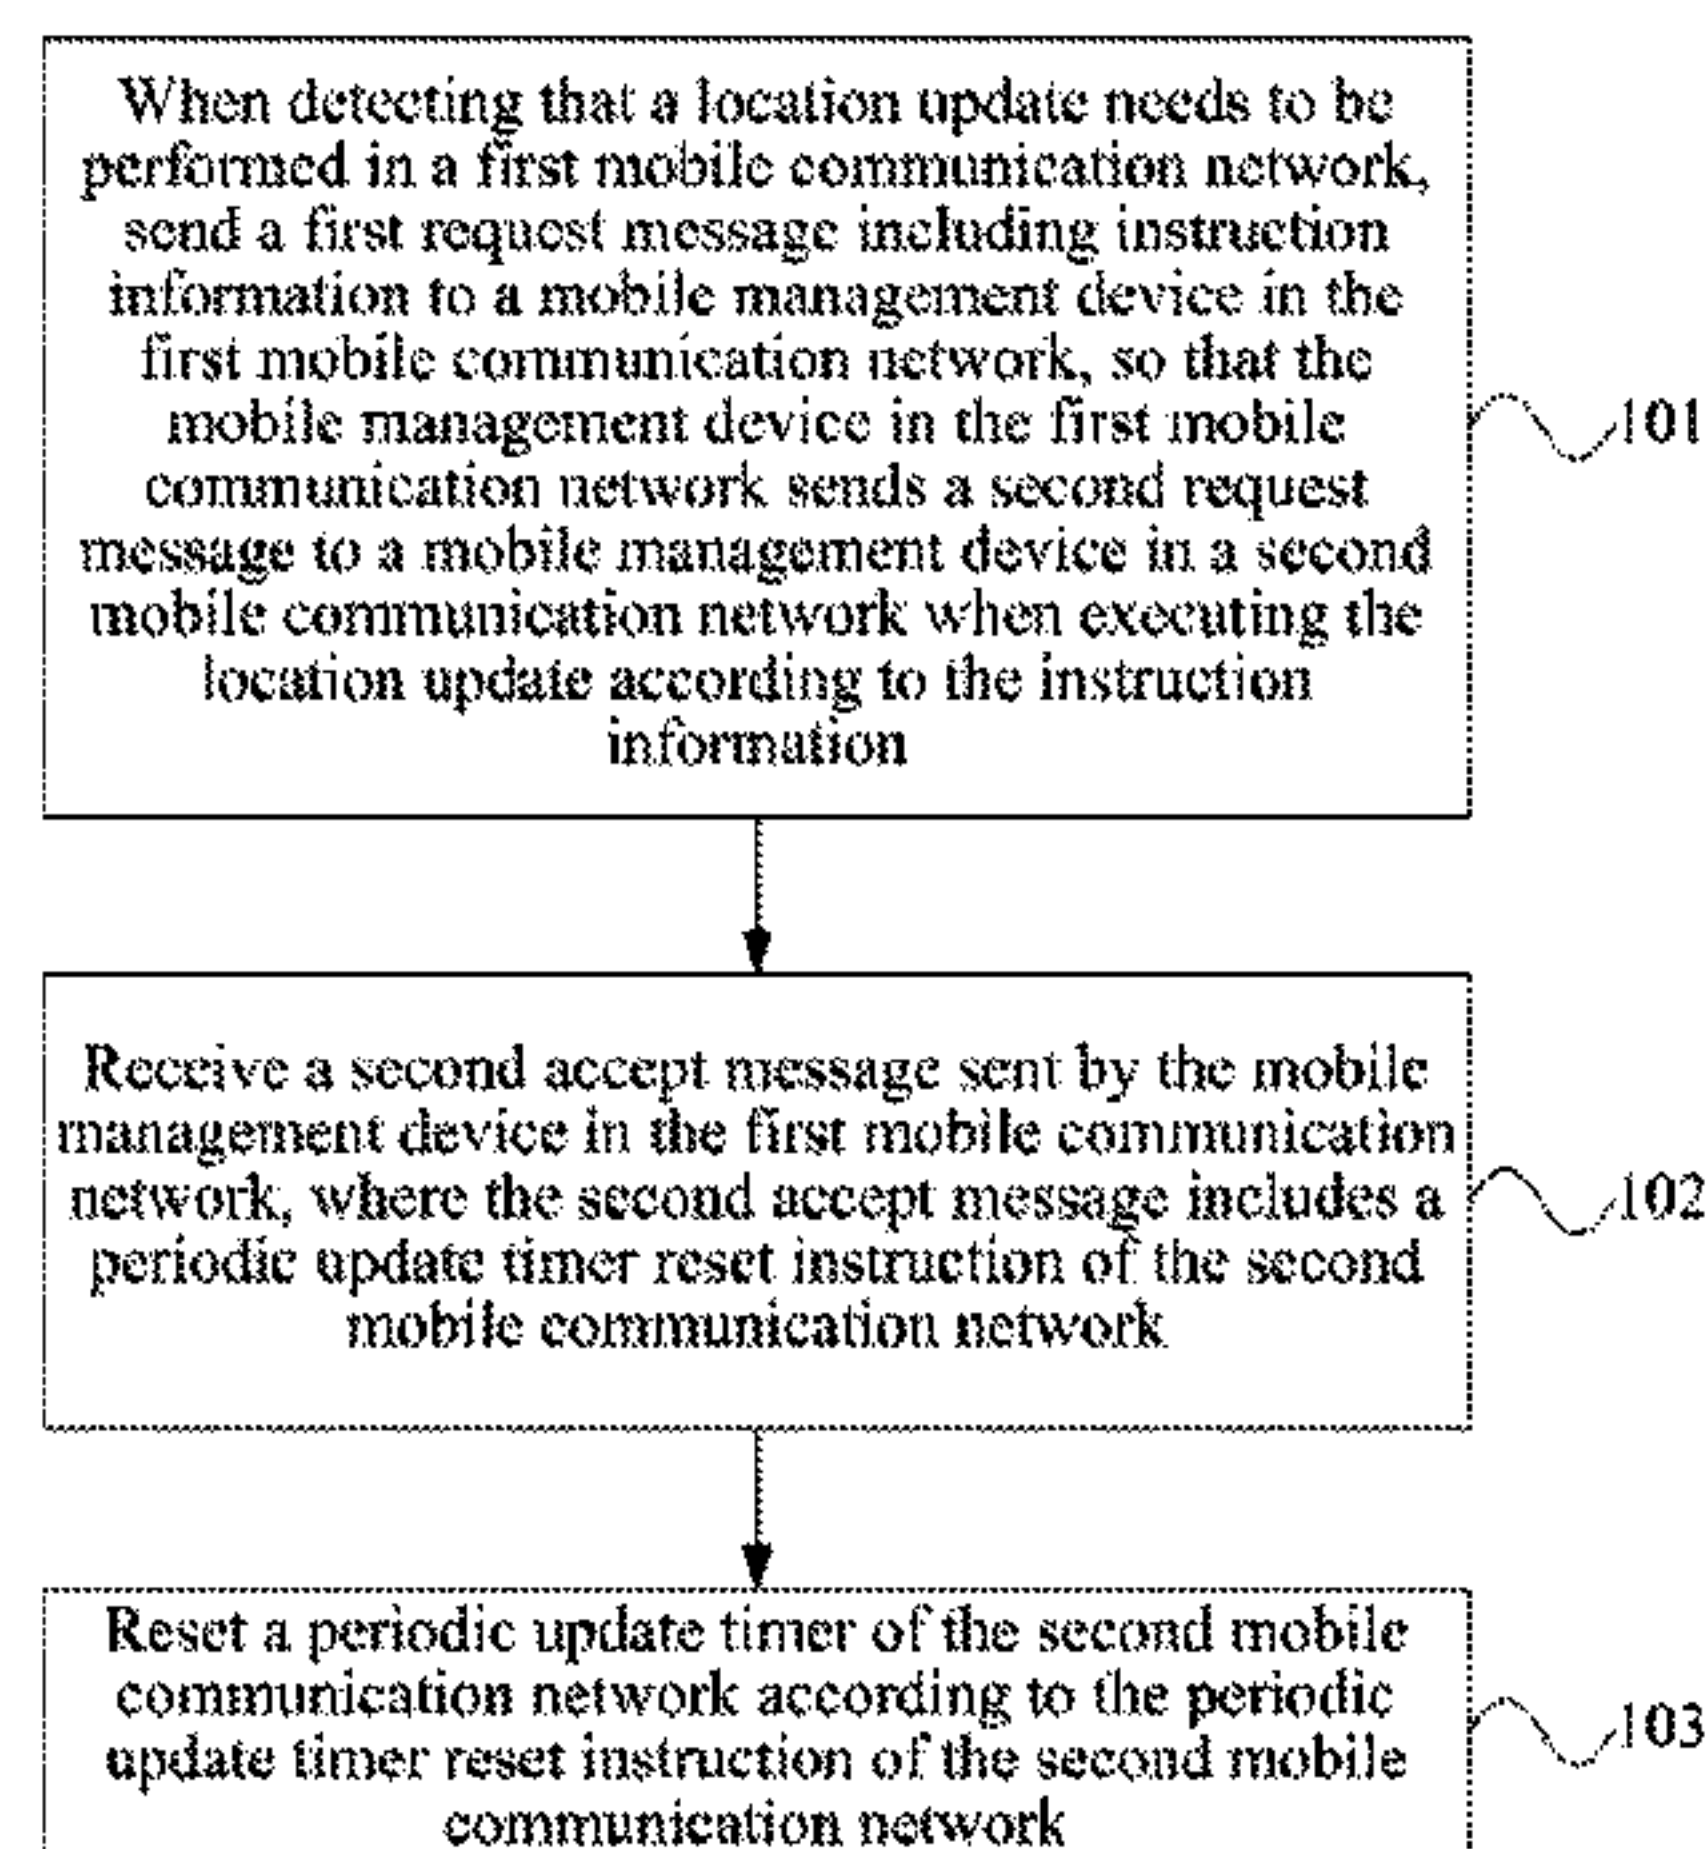 When detecting that a location update needs to be
performed in a first mobile communication network,
send a first request message including instruction
information to a mobile management device in the
first mobile communication network, so that the
mobile management device in the first mobile
communication network sends a second request
message to a mobile management device in a second
mobile communication network when executing the
location update according to the instruction
information
101
Receive a second accept message sent by the mobile
management device in the first mobile communication
network, where the second accept message includes a
periodic update timer reset instruction of the second
mobile communication network
102
Reset a periodic update timer of the second mobile
communication network according to the periodic
update timer reset instruction of the second mobile
communication network
103